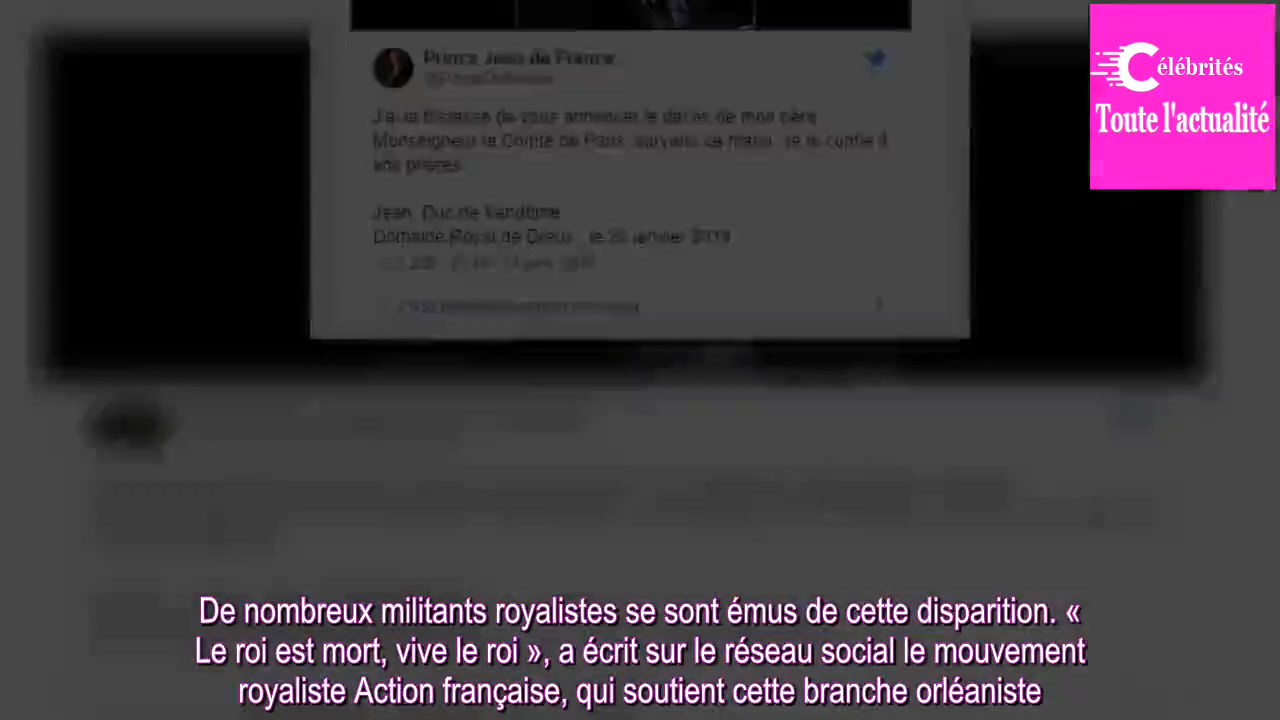 Prince Jean de France
J'ai la tristesse de vous annoncer le décès de mon père
Monseigneur le Comte de Paris, survenu ce matin. Je le confie à
vos prières
Jean, Duc de Vendôme
Domaine Royal de Dreux, le janvier 2019
Célébrités
Toute l'actualité
De nombreux militants royalistes se sont émus de cette disparition. «
Le roi est mort, vive le roi », a écrit sur le réseau social le mouvement
royaliste Action française, qui soutient cette branche orléaniste